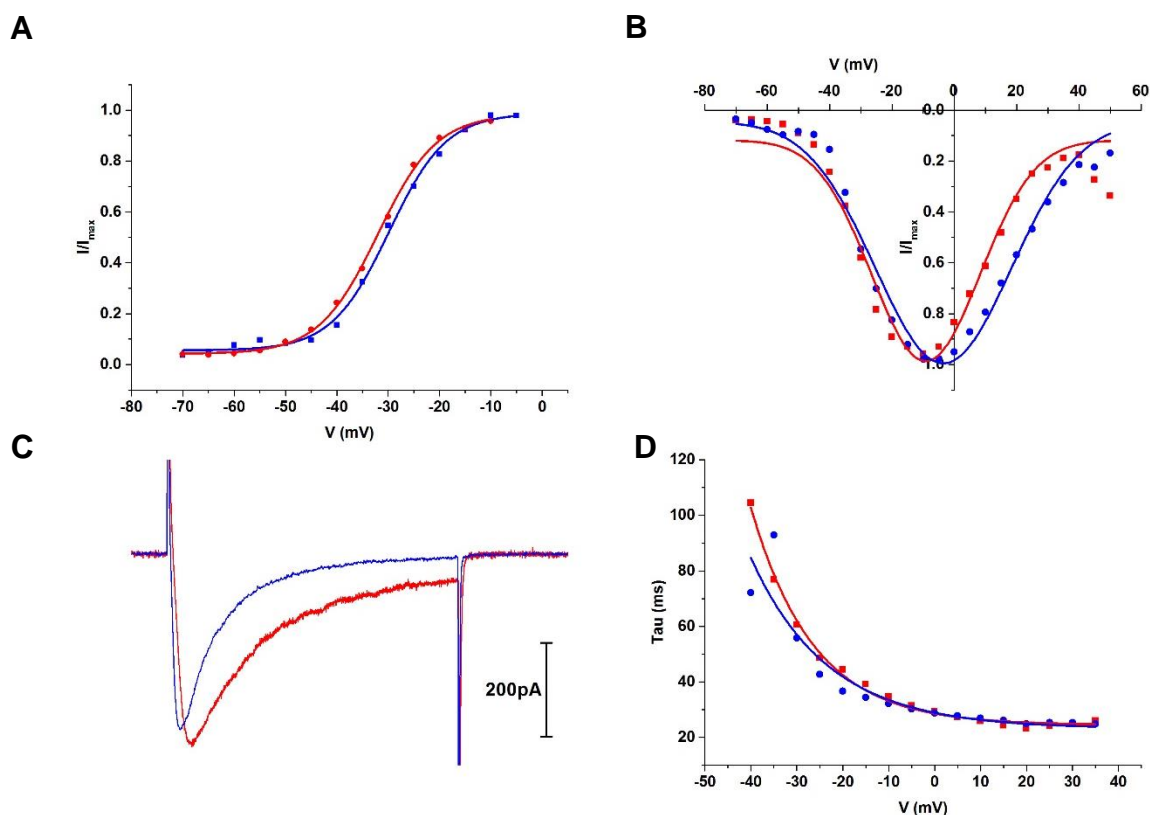 A
I/Imax
1.0
0.8
0.6
0.4
0.2
0.0
-80 -70 -60 -50 -40 -30 -20 -10 0
V (mV)
B
V (mV)
-80 -60 -40 -20 0 20 40 60
0.0
0.2
0.4
0.6
0.8
1.0
I/Imax
C
200pA
D
Tau (ms)
120
100
80
60
40
20
-50 -40 -30 -20 -10 0 10 20 30 40
V (mV)